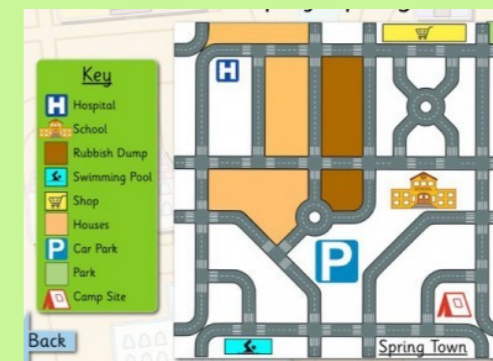 Key
H Hospital
School
Rubbish Dump
Swimming Pool
Shop
Houses
P Car Park
Park
Camp Site
Back
H
P
Spring Town